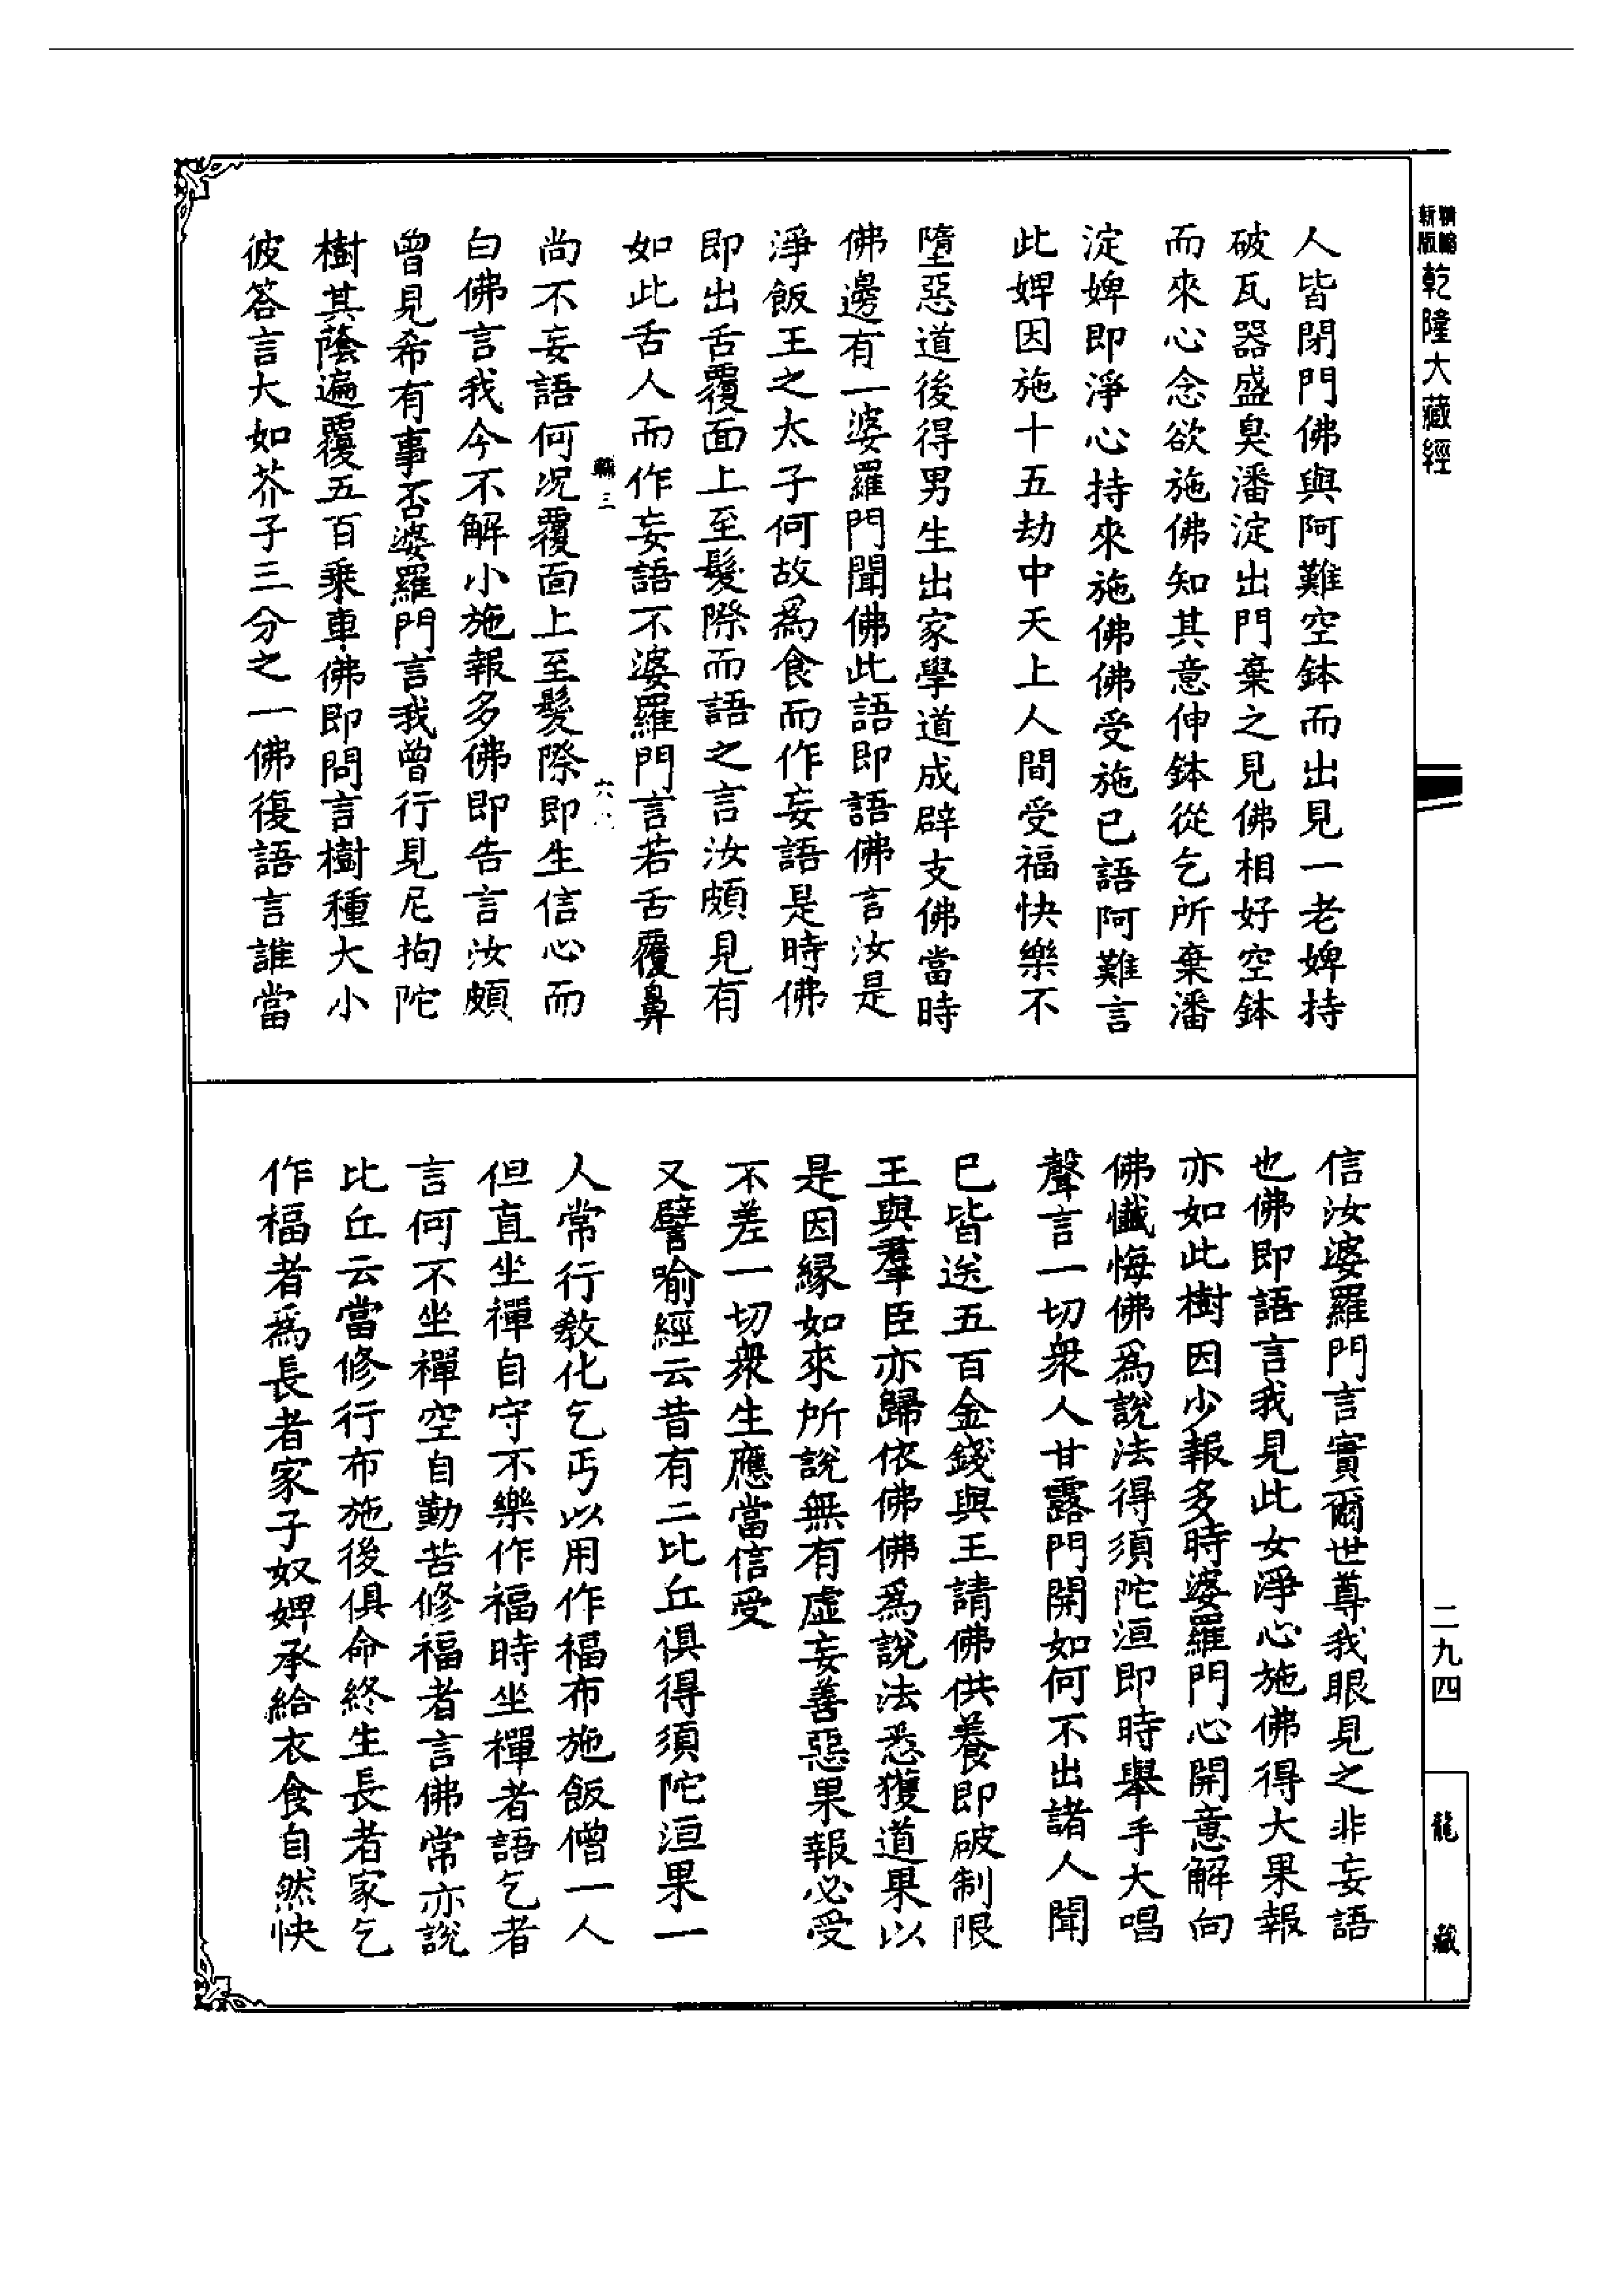 新版
精縮
乾隆大藏經
人皆閉門佛與阿難空鉢而出見一老婢持
破瓦器盛臭潘淀出門棄之見佛相好空鉢
而來心念欲施佛知其意伸鉢從乞所棄潘
淀婢即淨心持來施佛佛受施已語阿難言
此婢因施十五劫中天上人間受福快樂不
墮惡道後得男生出家學道成辟支佛當時
佛邊有一婆羅門聞佛此語即語佛言汝是
淨飯王之太子何故為食而作妄語是時佛
即出舌覆面上至髮際而語之言汝頗見有
如此舌人而作妄語不婆羅門言若舌覆鼻
尚不妄語何況覆面上至髮際即生信心而
白佛言我今不解小施報多佛即告言汝頗
曾見希有事否婆羅門言我曾行見尼拘陀
樹其蔭遍覆五百乘車佛即問言樹種大小
彼答言大如芥子三分之一佛復語言誰當
信汝婆羅門言實爾世尊我眼見之非妄語
也佛即語言我見此女淨心施佛得大果報
亦如此樹因少報多時婆羅門心開意解向
佛懺悔佛為說法得須陀洹即時舉手大唱
聲言一切衆人甘露門開如何不出諸人聞
已皆送五百金錢與王請佛供養即破制限
王與羣臣亦歸依佛佛為說法悉獲道果以
是因緣如來所說無有虛妄善惡果報必受
不差一切衆生應當信受
又譬喻經云昔有二比丘俱得須陀洹果一
人常行教化乞丐以用作福布施飯僧一人
但直坐禪自守不樂作福時坐禪者語乞者
言何不坐禪空自勤苦修福者言佛常亦說
比丘云當修行布施後俱命終生長者家乞
作福者為長者家子奴婢承給衣食自然快
二九四
龍藏